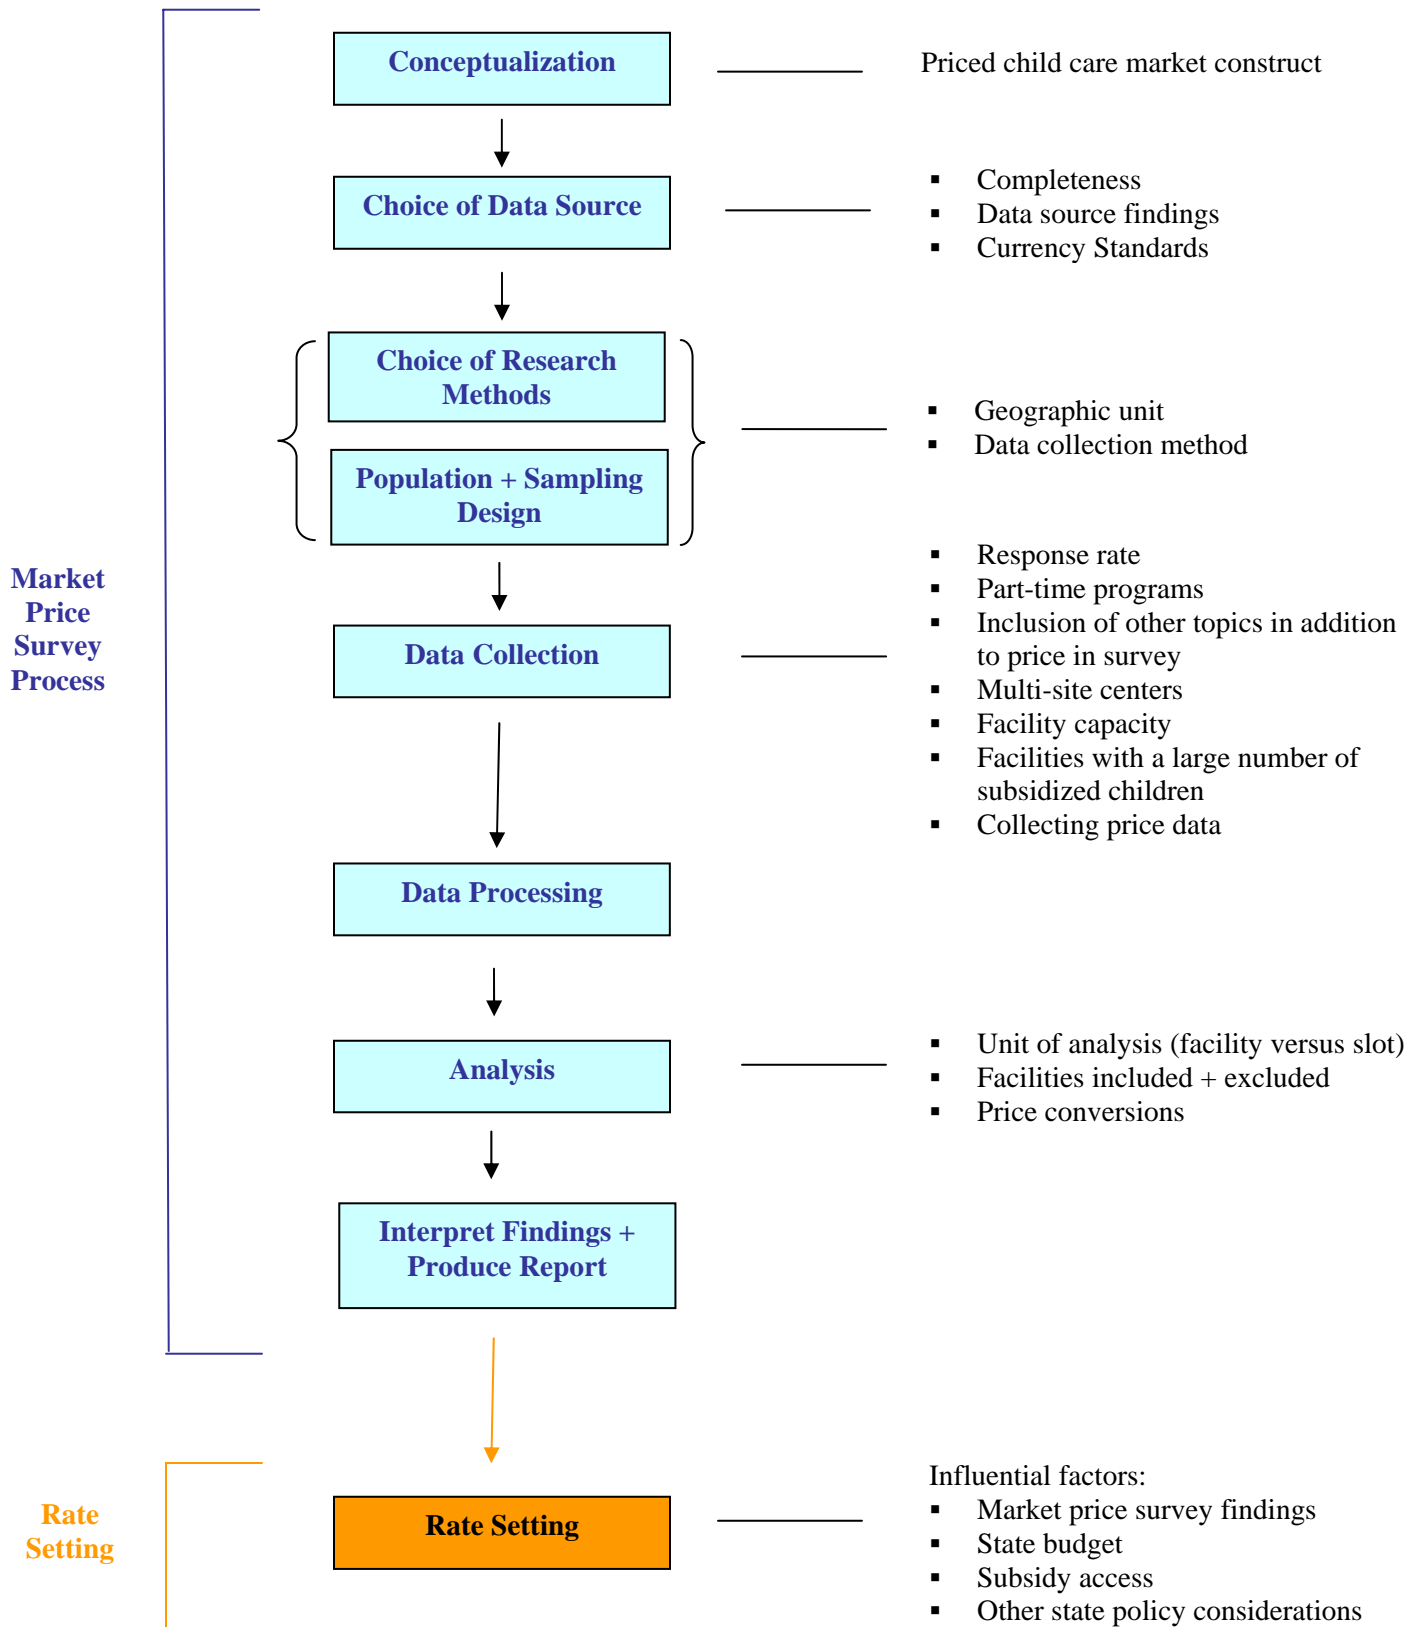 Conceptualization
Priced child care market construct
Choice of Data Source
▪ Completeness
▪ Data source findings
▪ Currency Standards
Choice of Research
Methods
Population + Sampling
Design
▪ Geographic unit
▪ Data collection method
Market
Price
Survey
Process
Data Collection
▪ Response rate
▪ Part-time programs
▪ Inclusion of other topics in addition
to price in survey
▪ Multi-site centers
▪ Facility capacity
▪ Facilities with a large number of
subsidized children
▪ Collecting price data
Data Processing
Analysis
▪ Unit of analysis (facility versus slot)
▪ Facilities included + excluded
▪ Price conversions
Interpret Findings +
Produce Report
Rate
Setting
Rate Setting
Influential factors:
▪ Market price survey findings
▪ State budget
▪ Subsidy access
▪ Other state policy considerations